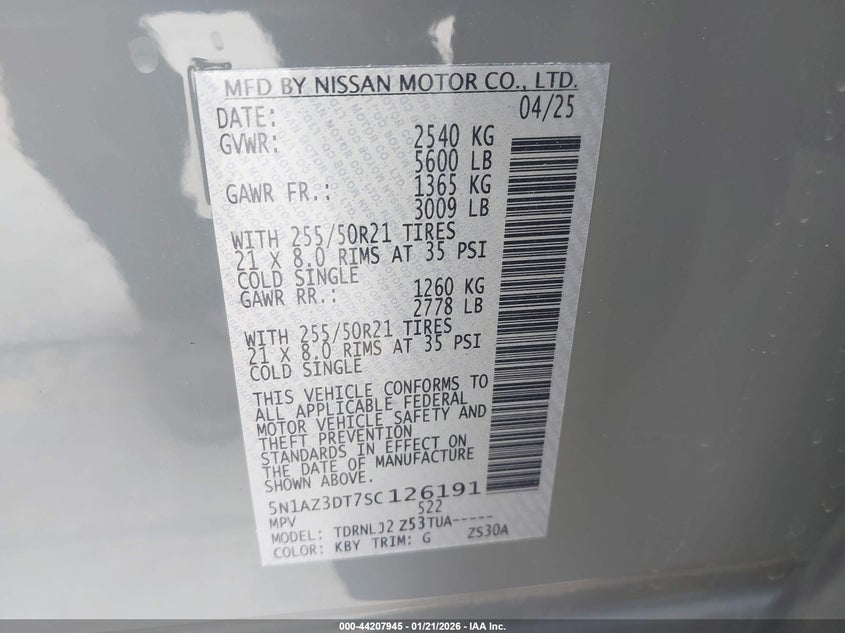 MFD BY NISSAN MOTOR CO., LTD.
DATE: 04/25
GVWR: 2540 KG
5600 LB
GAWR FR.: 1365 KG
3009 LB
WITH 255/50R21 TIRES
21 X 8.0 RIMS AT 35 PSI
COLD SINGLE
GAWR RR.: 1260 KG
2778 LB
WITH 255/50R21 TIRES
21 X 8.0 RIMS AT 35 PSI
COLD SINGLE
THIS VEHICLE CONFORMS TO
ALL APPLICABLE FEDERAL
MOTOR VEHICLE SAFETY AND
THEFT PREVENTION
STANDARDS IN EFFECT ON
THE DATE OF MANUFACTURE
SHOWN ABOVE.
5N1AZ3DT7SC126191
MPV 522
MODEL: TDRNLJ2 Z53TUA-----
COLOR: KBY TRIM: G ZS30A
000-44207945 - 01/21/2026 - IAA Inc.